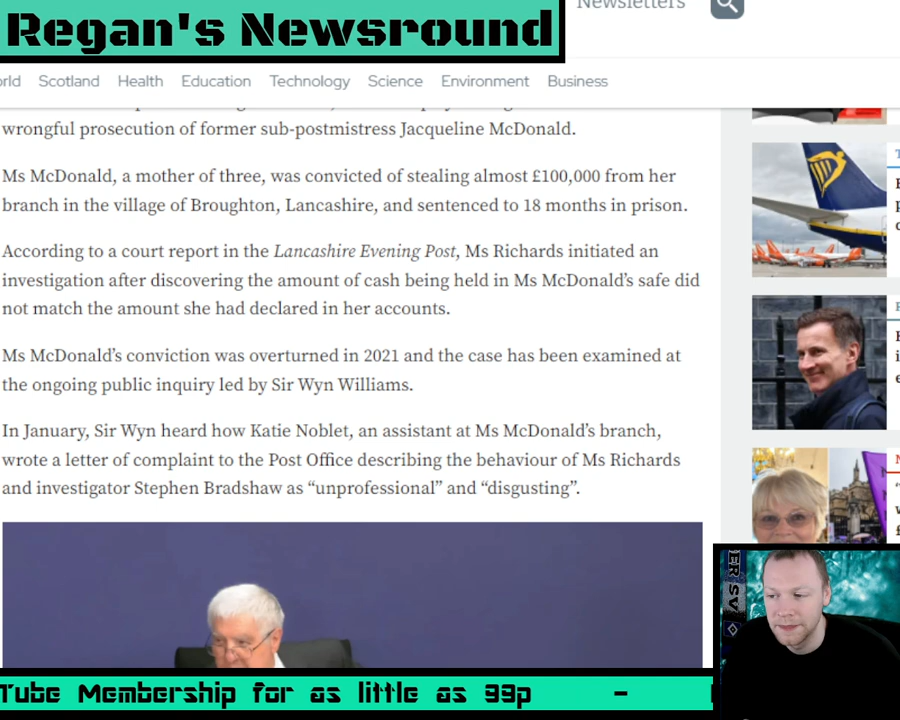 Regan's Newsround
Newsletters
Scotland Health Education Technology Science Environment Business
wrongful prosecution of former sub-postmistress Jacqueline McDonald.
Ms McDonald, a mother of three, was convicted of stealing almost £100,000 from her
branch in the village of Broughton, Lancashire, and sentenced to 18 months in prison.
According to a court report in the Lancashire Evening Post, Ms Richards initiated an
investigation after discovering the amount of cash being held in Ms McDonald’s safe did
not match the amount she had declared in her accounts.
Ms McDonald’s conviction was overturned in 2021 and the case has been examined at
the ongoing public inquiry led by Sir Wyn Williams.
In January, Sir Wyn heard how Katie Noblet, an assistant at Ms McDonald’s branch,
wrote a letter of complaint to the Post Office describing the behaviour of Ms Richards
and investigator Stephen Bradshaw as “unprofessional” and “disgusting”.
Tube Membership for as little as 99p -